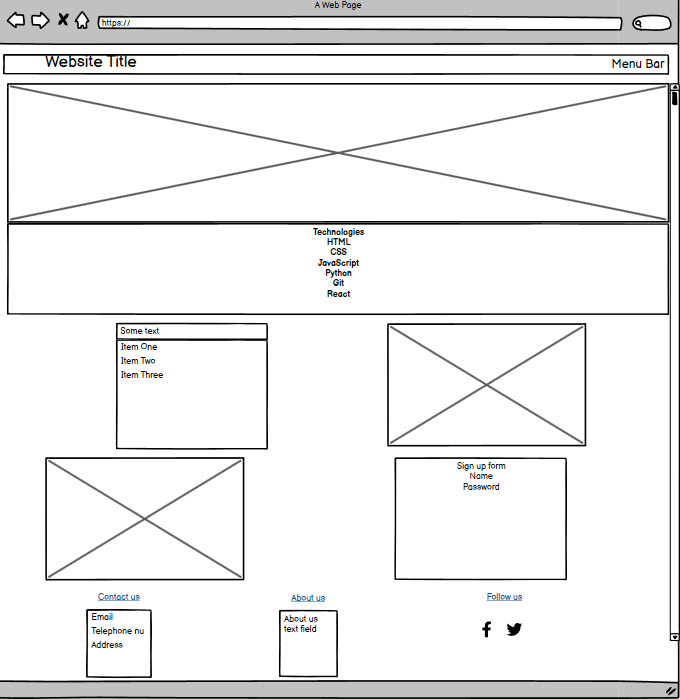 A Web Page
https://
Website Title
Menu Bar
Technologies
HTML
CSS
JavaScript
Python
Git
React
Some text
Item One
Item Two
Item Three
Sign up form
Name
Password
Contact us
About us
Follow us
Email
Telephone nu
Address
About us
text field